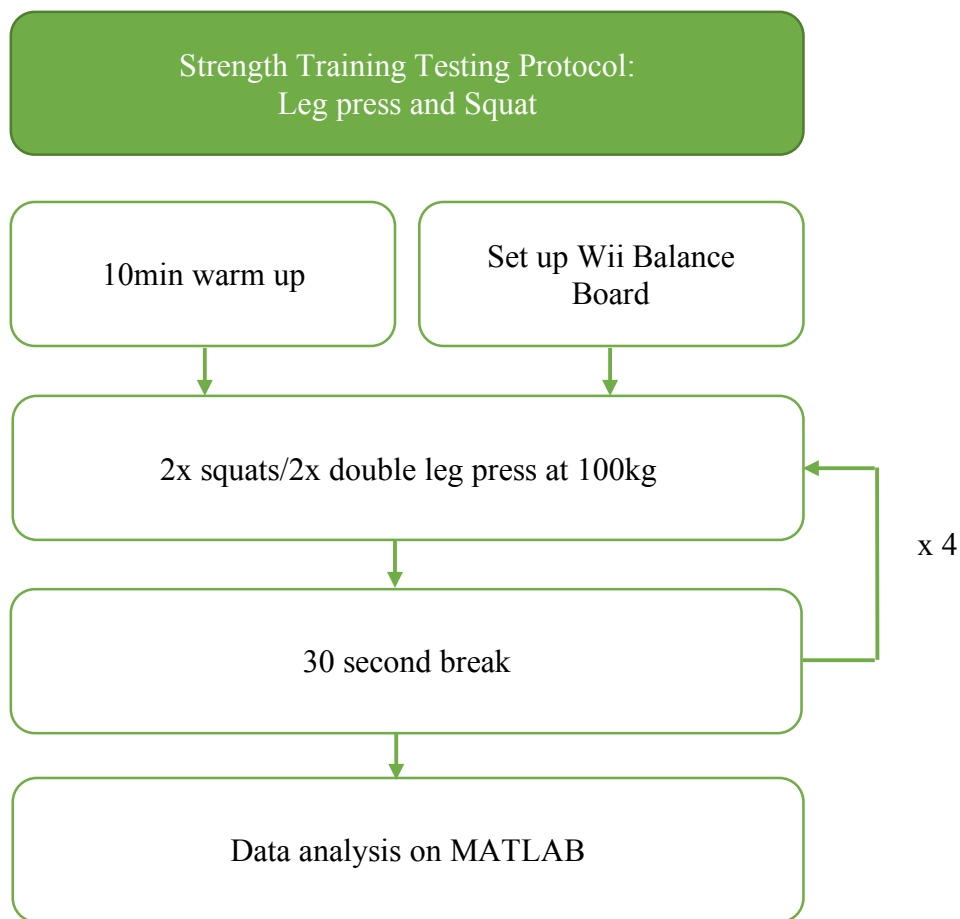 Strength Training Testing Protocol:
Leg press and Squat
10min warm up
Set up Wii Balance
Board
2x squats/2x double leg press at 100kg
x 4
30 second break
Data analysis on MATLAB